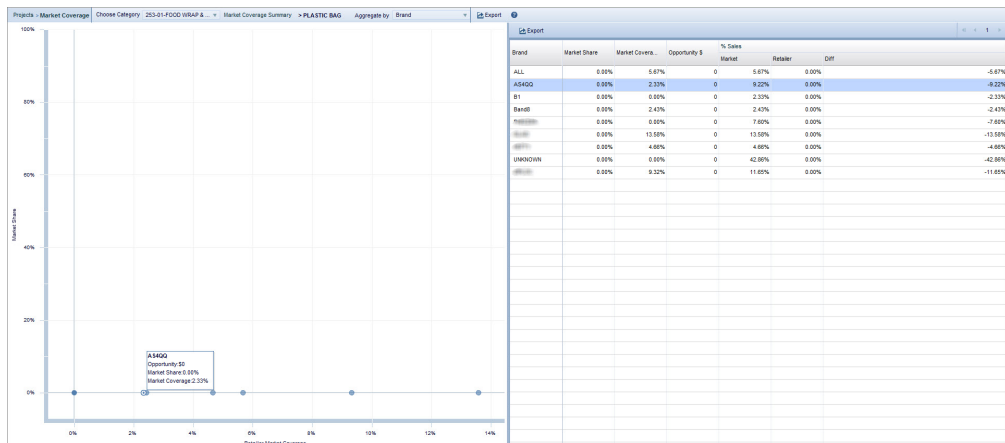 Projects » Market Coverage Choose Category 253-01-FOOD WRAP & ... Market Coverage Summary > PLASTIC BAG Aggregate by Brand Export
100%
80%
60%
40%
20%
0%
Market Share
AS4QQ
Opportunity:$0
Market Share:0.00%
Market Coverage:2.33%
0% 2% 4% 6% 8% 10% 12% 14%
Retailer Market Coverage
Export 1
Brand Market Share Market Covera... Opportunity $ % Sales
Market Retailer Diff
ALL 0.00% 5.67% 0 5.67% 0.00% -5.67%
AS4QQ 0.00% 2.33% 0 9.22% 0.00% -9.22%
B1 0.00% 2.33% 0 2.33% 0.00% -2.33%
Band8 0.00% 2.43% 0 2.43% 0.00% -2.43%
0.00% 0.00% 0 7.60% 0.00% -7.60%
0.00% 13.58% 0 13.58% 0.00% -13.58%
0.00% 4.66% 0 4.66% 0.00% -4.66%
UNKNOWN 0.00% 0.00% 0 42.86% 0.00% -42.86%
0.00% 9.32% 0 11.65% 0.00% -11.65%